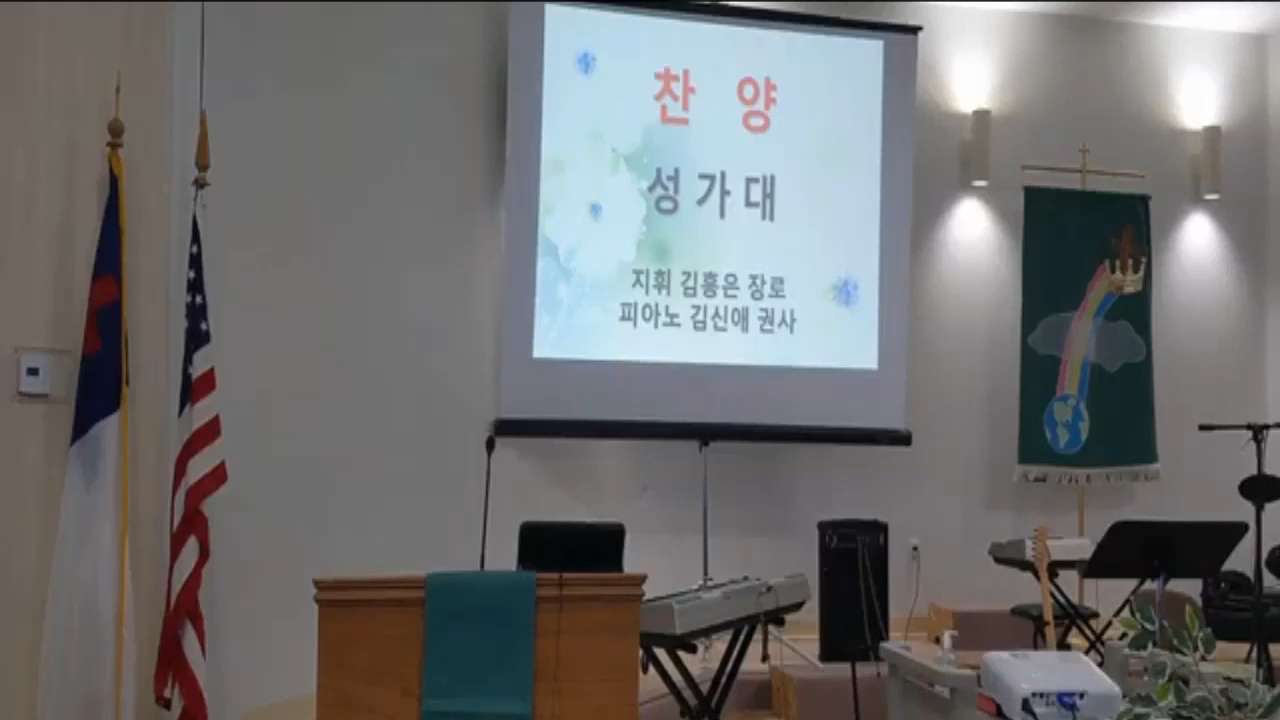 찬 양
성 가 대
지휘 김흥은 장로
피아노 김신애 권사